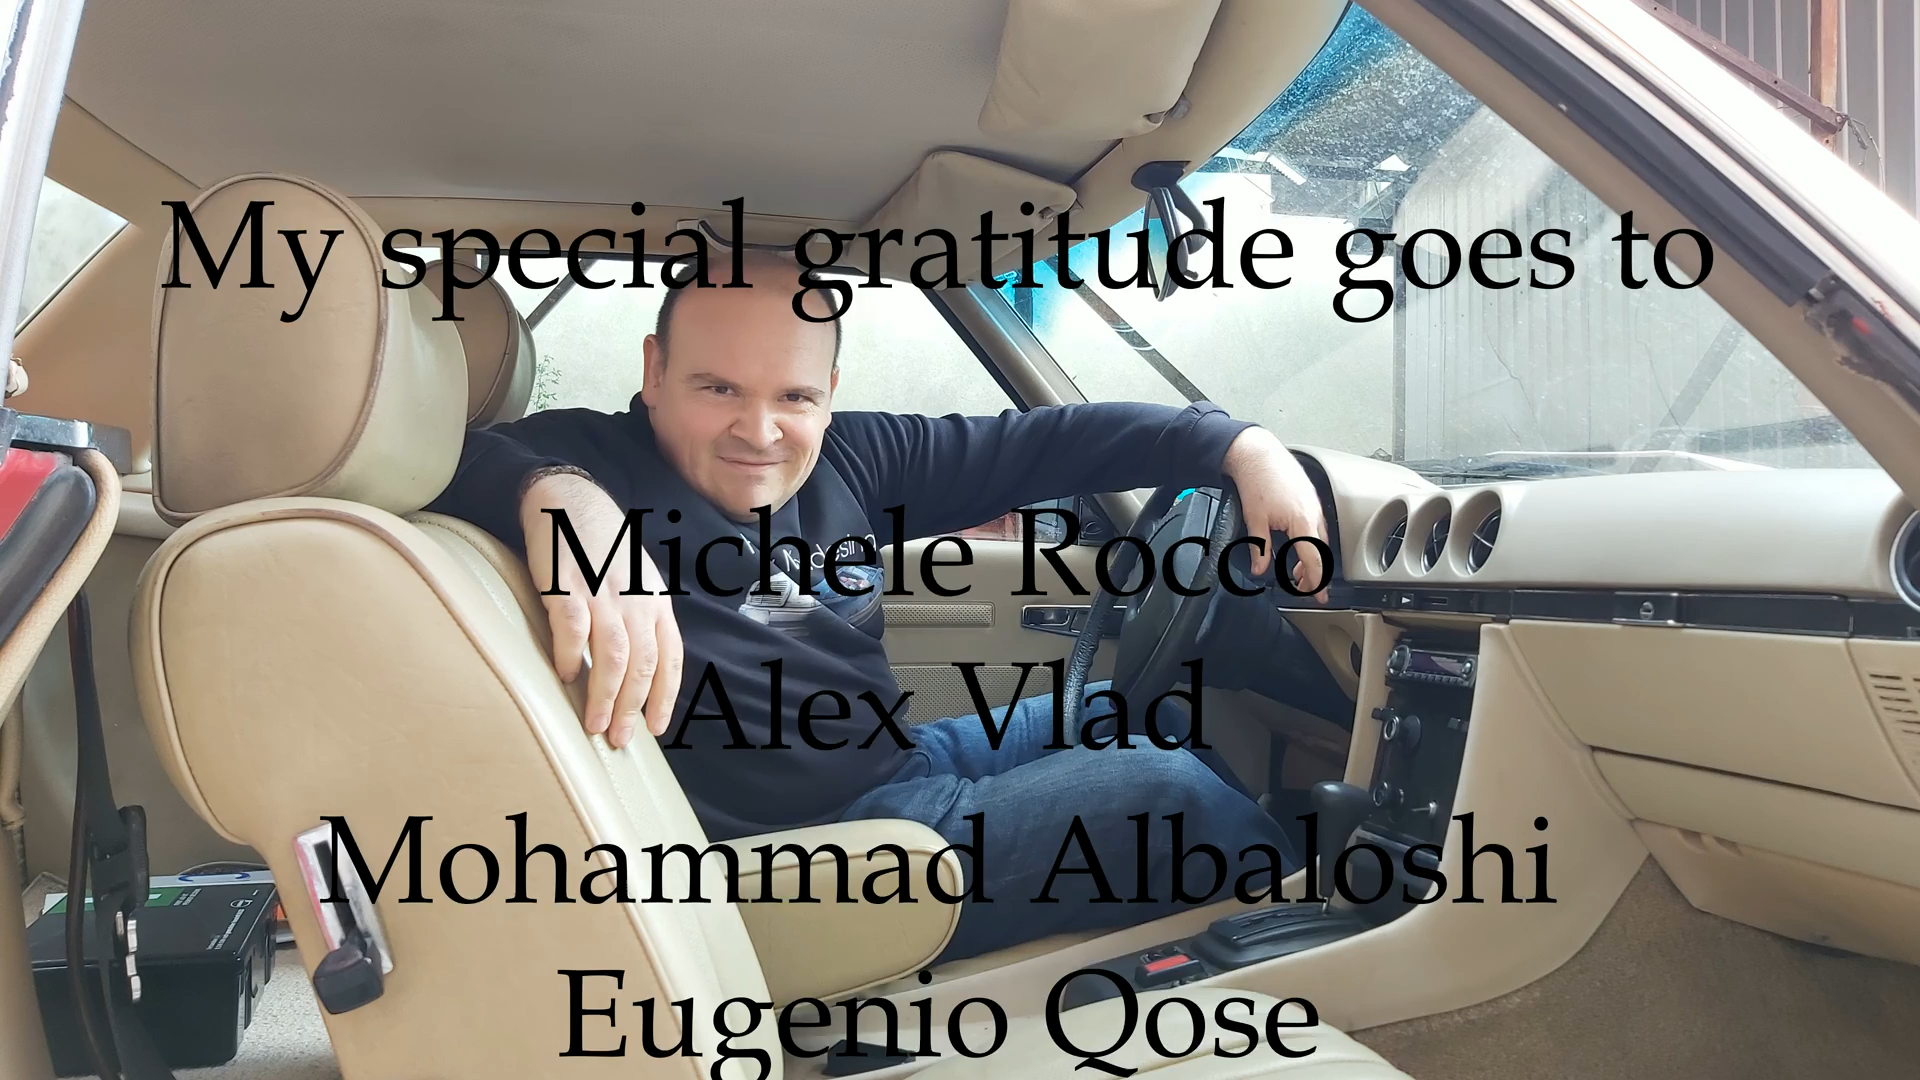 My special gratitude goes to
Michele Rocco
Alex Vlad
Mohammad Albaloshi
Eugenio Qose